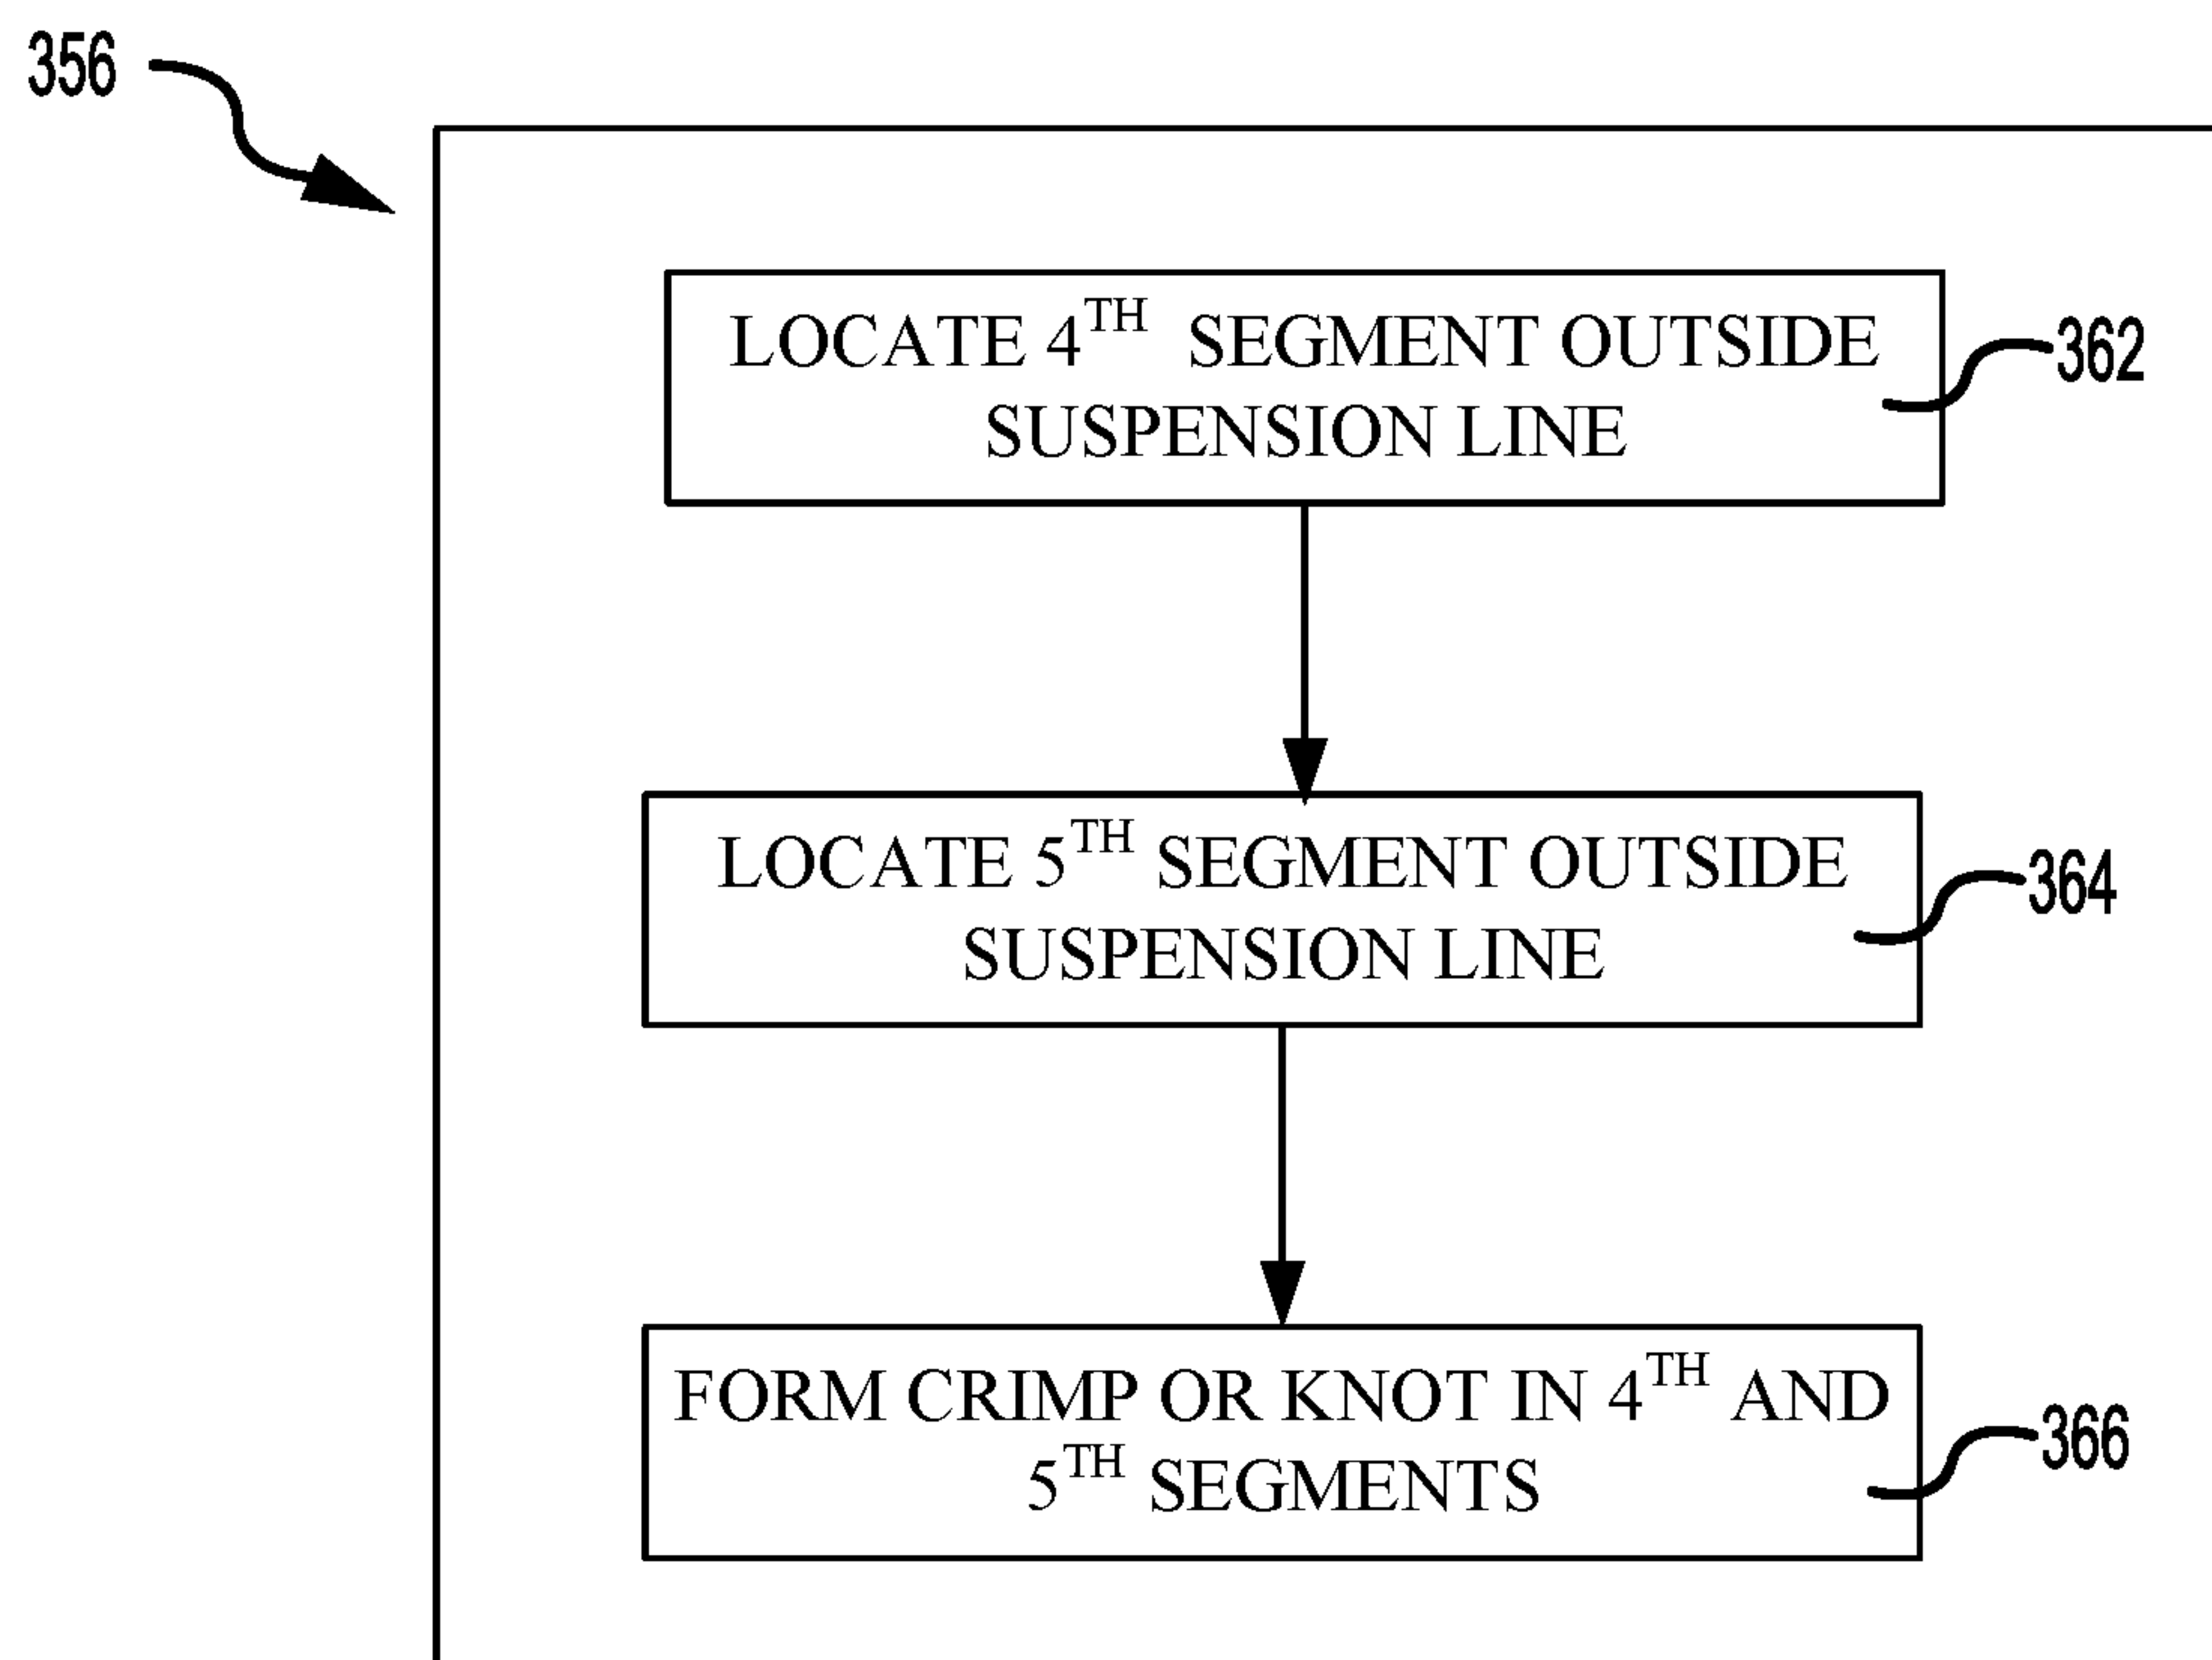 356
LOCATE 4TH SEGMENT OUTSIDE
SUSPENSION LINE
362
LOCATE 5TH SEGMENT OUTSIDE
SUSPENSION LINE
364
FORM CRIMP OR KNOT IN 4TH AND
5TH SEGMENTS
366